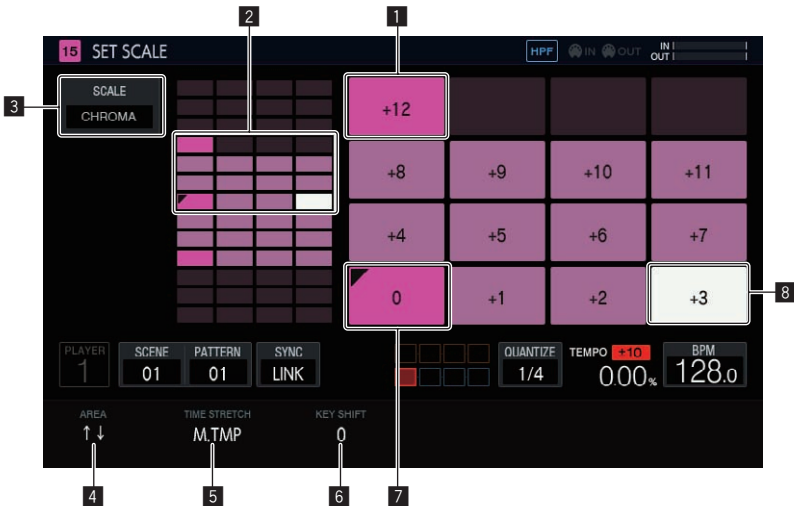 2
1
15 SET SCALE
HPF IN OUT IN OUT
3
SCALE
CHROMA
+12
+8 +9 +10 +11
+4 +5 +6 +7
0 +1 +2 +3
8
PLAYER 1
SCENE 01
PATTERN 01
SYNC LINK
QUANTIZE 1/4
TEMPO +10
0.00%
BPM 128.0
AREA ↑↓
TIME STRETCH M.TMP
KEY SHIFT 0
4
5
6
7